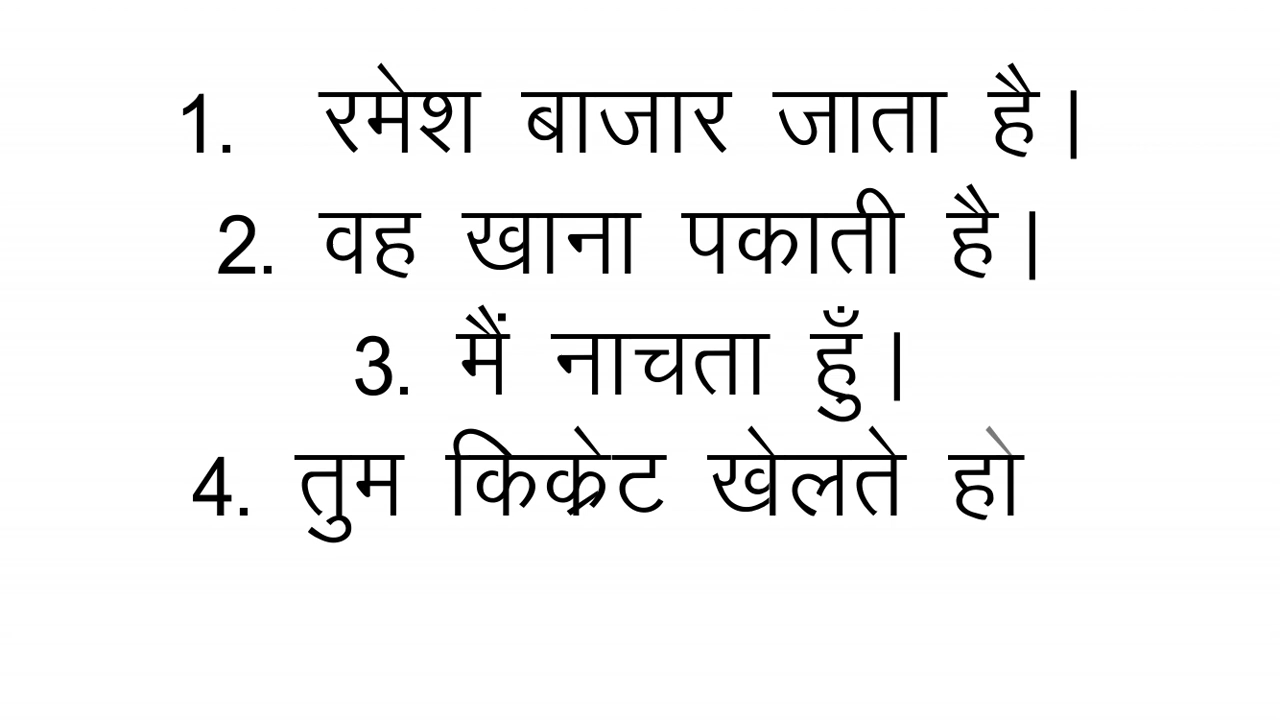 1. रमेश बाजार जाता है।
2. वह खाना पकाती है।
3. मैं नाचता हुँ।
4. तुम किक्रेट खेलते हो